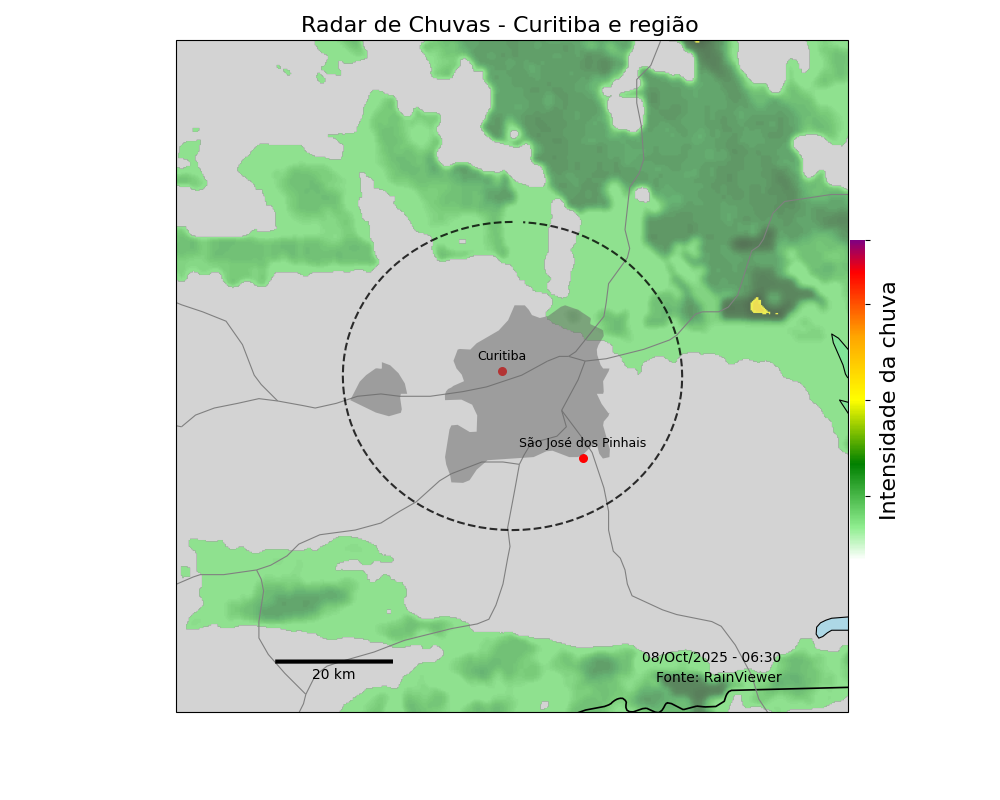 Radar de Chuvas - Curitiba e região
Curitiba
São José dos Pinhais
Intensidade da chuva
20 km
08/Oct/2025 - 06:30
Fonte: RainViewer